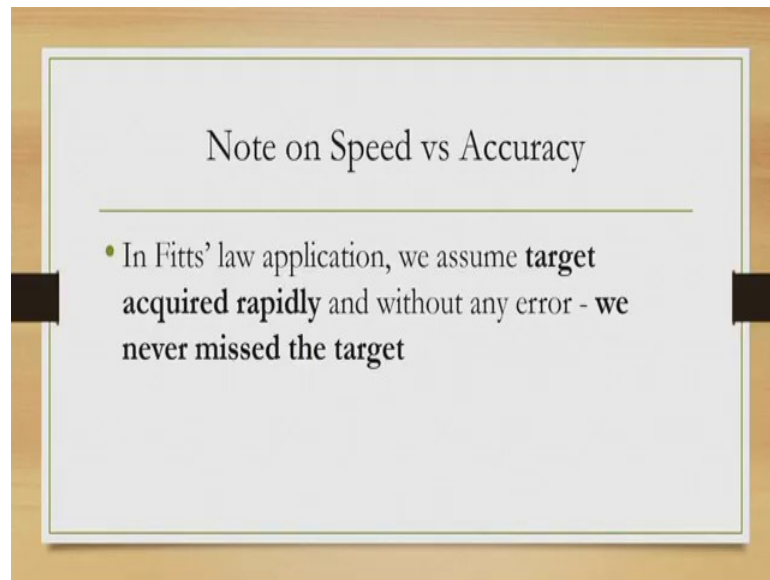 Note on Speed vs Accuracy
• In Fitts’ law application, we assume target
acquired rapidly and without any error - we
never missed the target